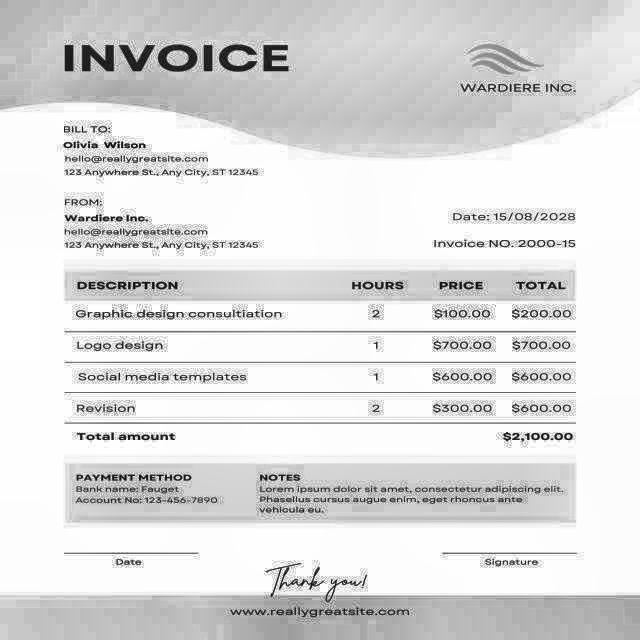 INVOICE
WARDIERE INC.
BILL TO:
Olivia Wilson
hello@reallygreatsite.com
123 Anywhere St., Any City, ST 12345
FROM:
Wardiere Inc.
hello@reallygreatsite.com
123 Anywhere St., Any City, ST 12345
Date: 15/08/2028
Invoice NO. 2000-15
DESCRIPTION HOURS PRICE TOTAL
Graphic design consultiation 2 $100.00 $200.00
Logo design 1 $700.00 $700.00
Social media templates 1 $600.00 $600.00
Revision 2 $300.00 $600.00
Total amount $2,100.00
PAYMENT METHOD
Bank name: Fauget
Account No: 123-456-7890
NOTES
Lorem ipsum dolor sit amet, consectetur adipiscing elit.
Phasellus cursus augue enim, eget rhoncus ante
vehicula eu.
Date
Signature
Thank you!
www.reallygreatsite.com